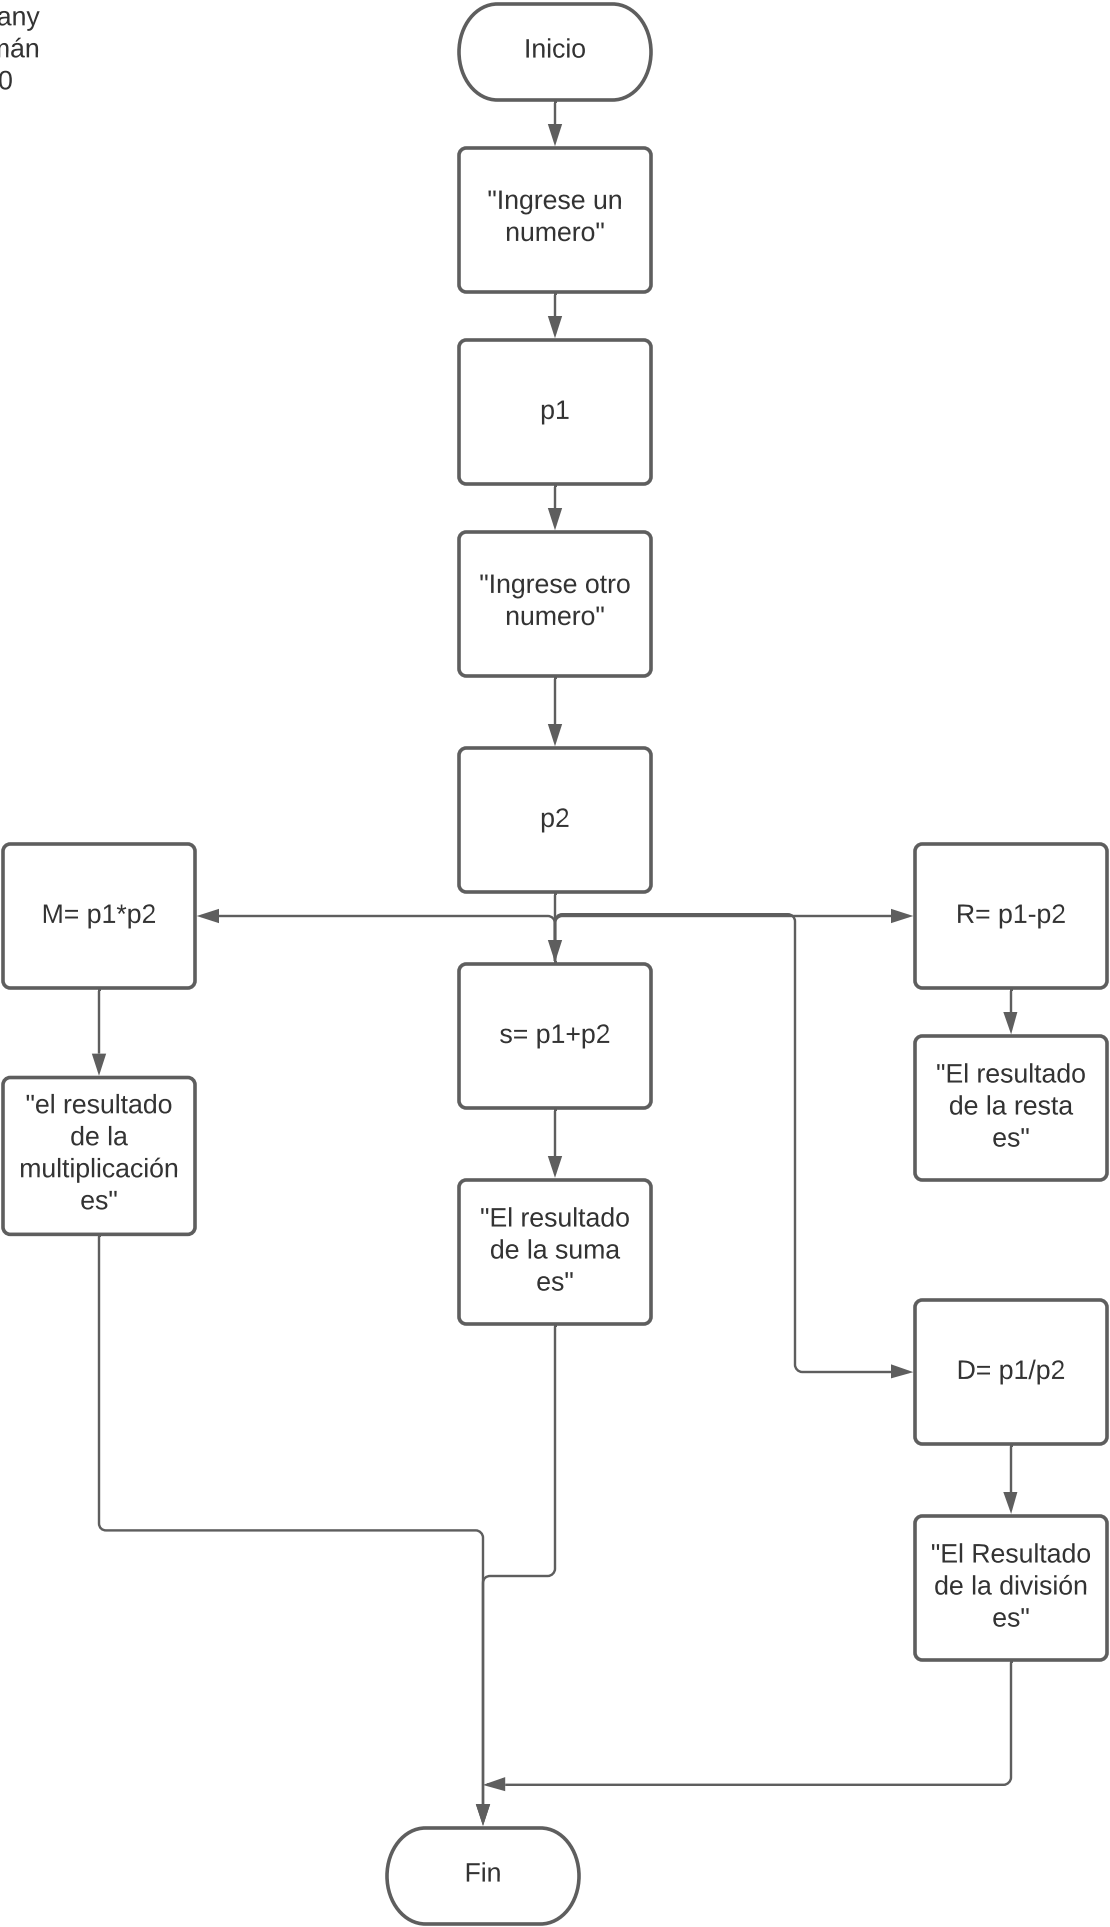 any
mán
0
Inicio
"Ingrese un
numero"
p1
"Ingrese otro
numero"
p2
M= p1*p2
R= p1-p2
s= p1+p2
"el resultado
de la
multiplicación
es"
"El resultado
de la resta
es"
"El resultado
de la suma
es"
D= p1/p2
"El Resultado
de la división
es"
Fin